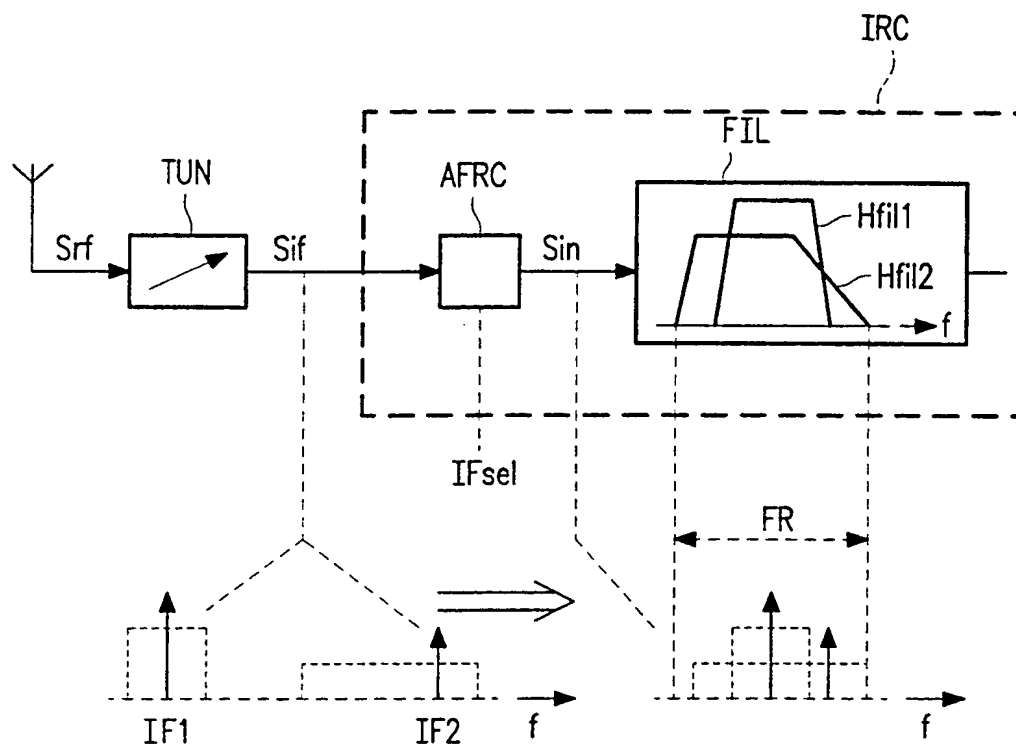 IRC
FIL
TUN
AFRC
Hfil1
Srf
Sif
Sin
Hfil2
f
IFsel
FR
IF1
IF2
f
f